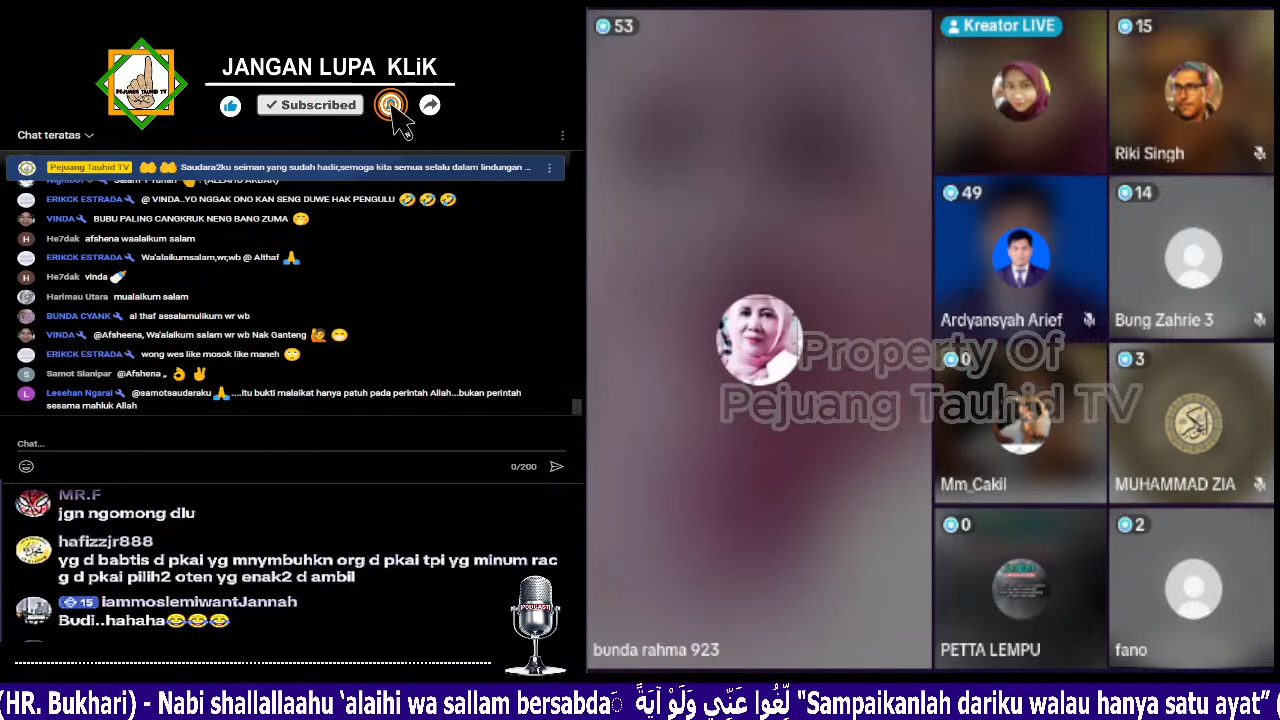 JANGAN LUPA KLiK
PEJUANG TAUHID TV
Subscribed
Chat teratas
Pejuang Tauhid TV Saudara2ku seiman yang sudah hadir,semoga kita semua selalu dalam lindungan ...
ERIKCK ESTRADA @ VINDA..YO NGGAK ONO KAN SENG DUWE HAK PENGULU 🤣 🤣 🤣
VINDA BUBU PALING CANGKRUK NENG BANG ZUMA 🤭
H He7dak afshena waalaikum salam
ERIKCK ESTRADA Wa'alaikumsalam,wr,wb @ Althaf 🙏
H He7dak vinda 🍼
Harimau Utara mualaikum salam
BUNDA CYANK al thaf assalamulikum wr wb
VINDA @Afsheena, Wa'alaikum salam wr wb Nak Ganteng 🙋 😁
ERIKCK ESTRADA wong wes like mosok like maneh 🙄
S Samot Sianipar @Afshena ,, 👌 ✌
L Lesehan Ngarai @samotsaudaraku 🙏....Itu bukti malaikat hanya patuh pada perintah Allah...bukan perintah
sesama mahluk Allah
Chat...
0/200
MR.F
jgn ngomong dlu
hafizzjr888
yg d babtis d pkai yg mnymbuhkn org d pkai tpi yg minum rac
g d pkai pilih2 oten yg enak2 d ambil
15 iammoslemiwantJannah
Budi..hahaha😂😂😂
PODCAST
53
bunda rahma 923
Kreator LIVE
15
Riki Singh
49
Ardyansyah Arief
14
Bung Zahrie 3
0
Mm_Cakil
3
MUHAMMAD ZIA
0
PETTA LEMPU
2
fano
Property Of
Pejuang Tauhid TV
(HR. Bukhari) - Nabi shallallaahu ‘alaihi wa sallam bersabda َ لِّغُوا عَنِّي وَلَوْ آيَةً "Sampaikanlah dariku walau hanya satu ayat” (